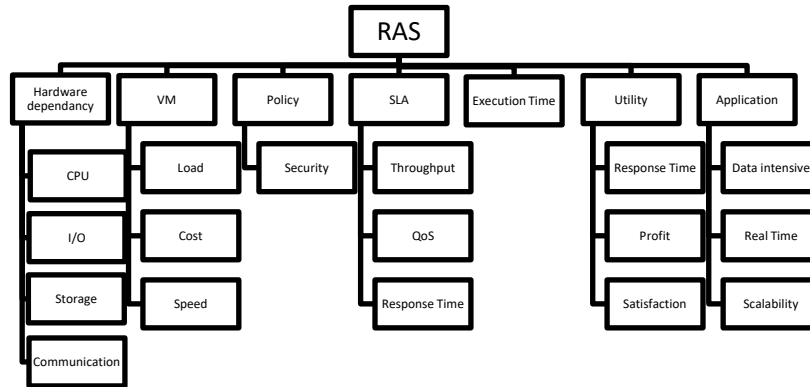 RAS
Hardware
dependancy
VM
Policy
SLA
Execution Time
Utility
Application
CPU
I/O
Storage
Communication
Load
Cost
Speed
Security
Throughput
QoS
Response Time
Response Time
Profit
Satisfaction
Data intensive
Real Time
Scalability